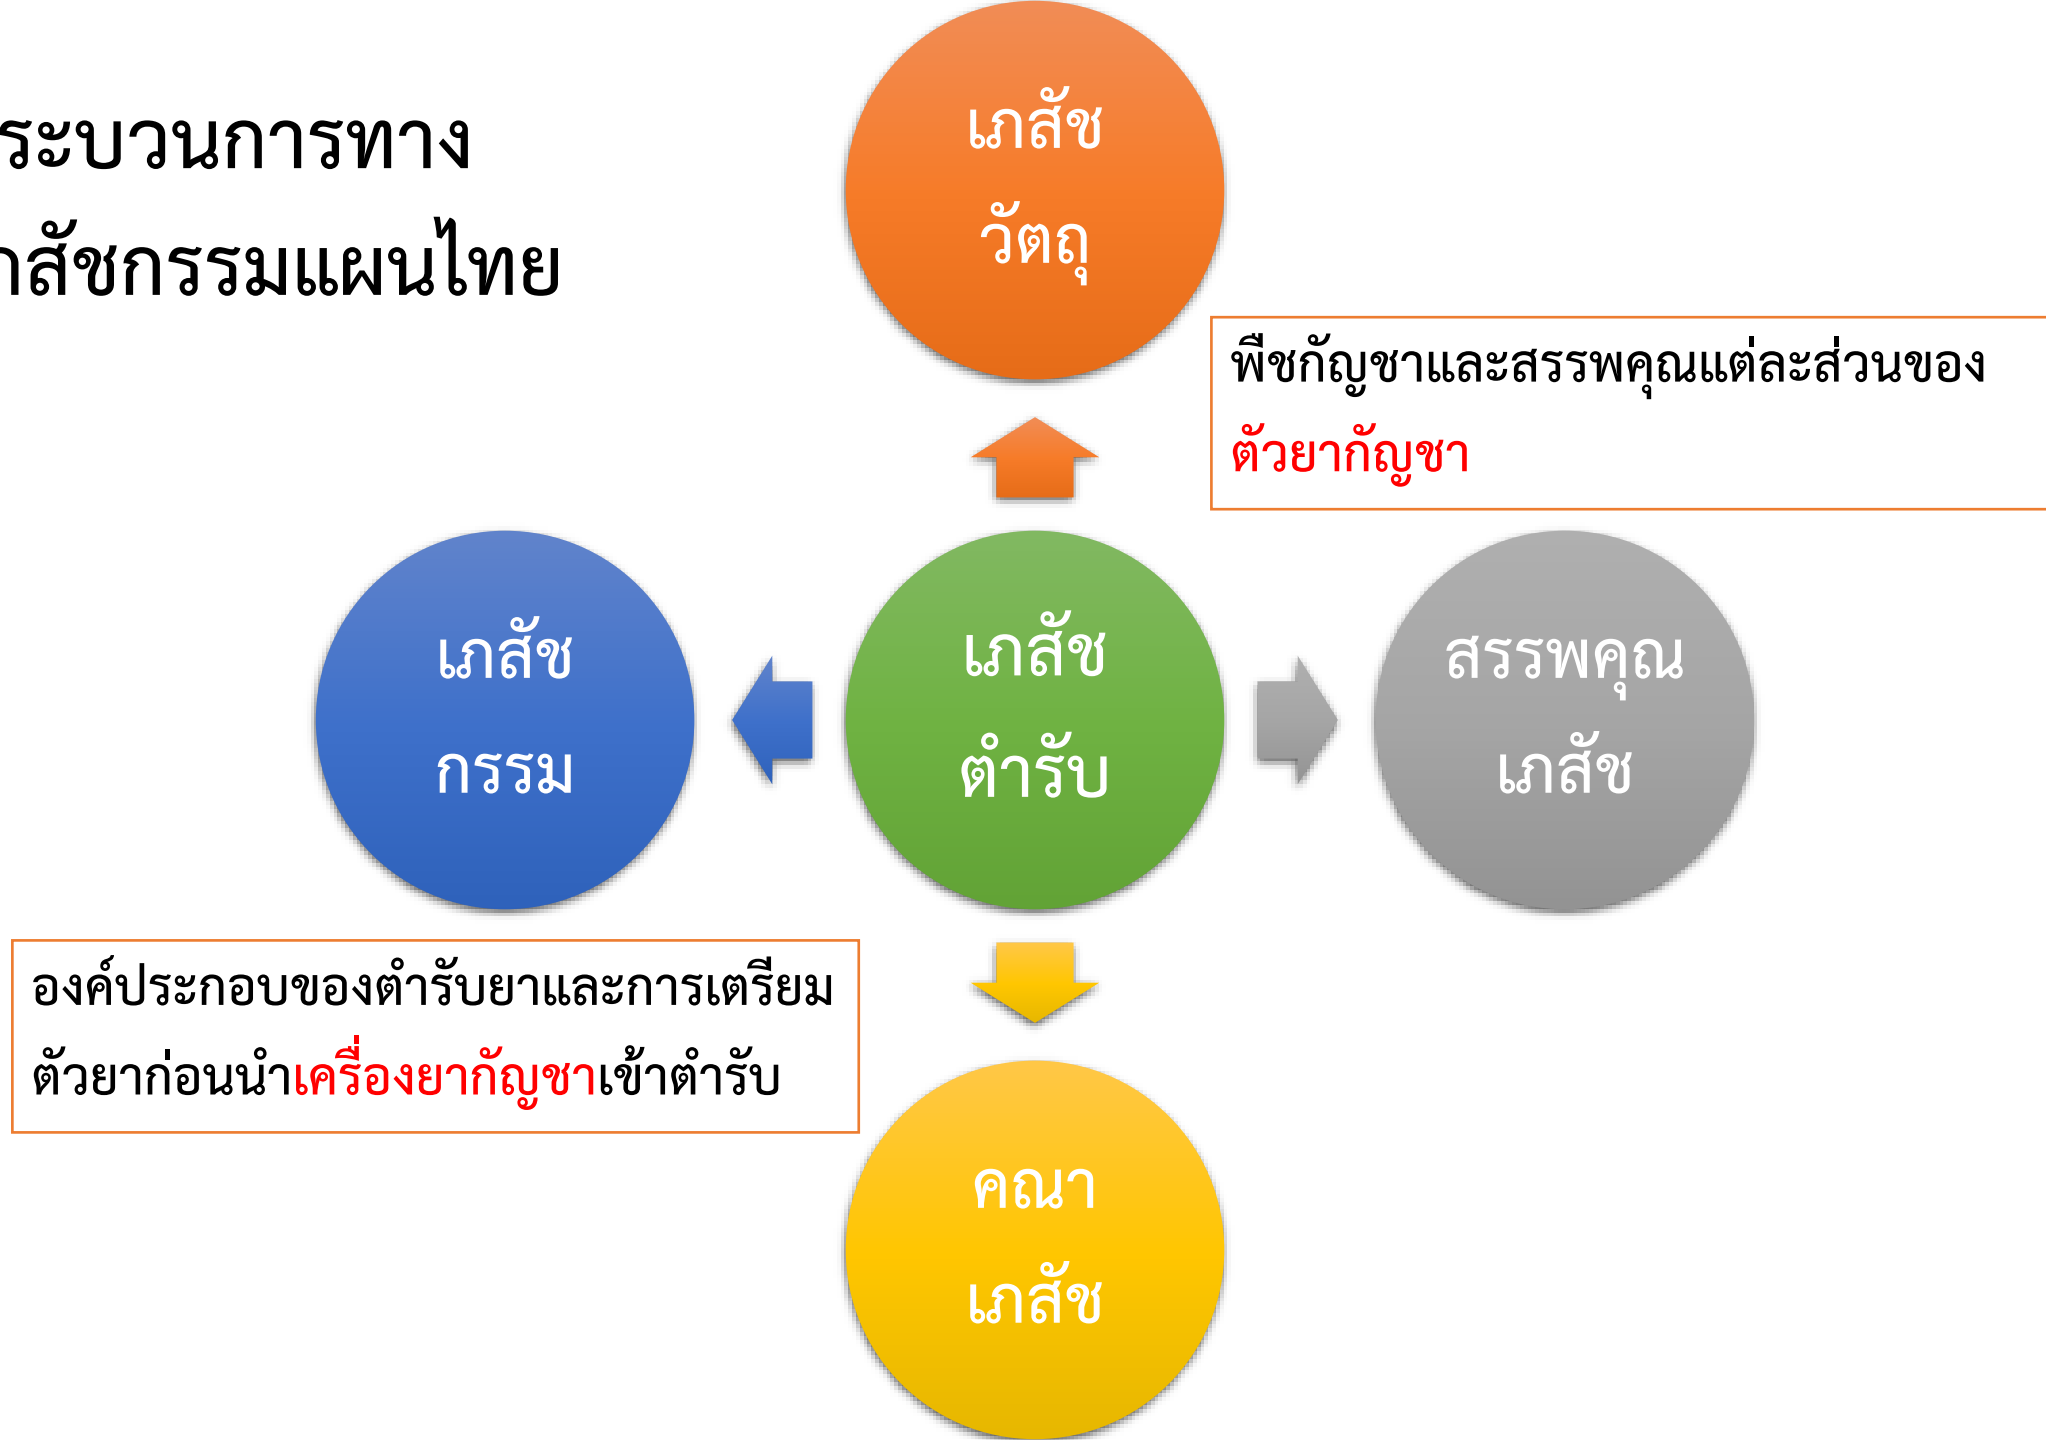 ระบวนการทาง
ภสัชกรรมแผนไทย
เภสัช
วัตถุ
พืชกัญชาและสรรพคุณแต่ละส่วนของ
ตัวยากัญชา
เภสัช
กรรม
เภสัช
ตำรับ
สรรพคุณ
เภสัช
องค์ประกอบของตำรับยาและการเตรียม
ตัวยาก่อนนำเครื่องยากัญชาเข้าตำรับ
คณา
เภสัช